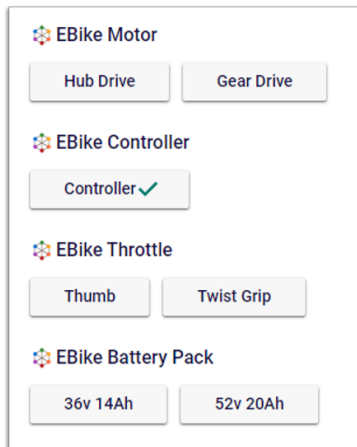 EBike Motor
Hub Drive Gear Drive
EBike Controller
Controller
EBike Throttle
Thumb Twist Grip
EBike Battery Pack
36v 14Ah 52v 20Ah